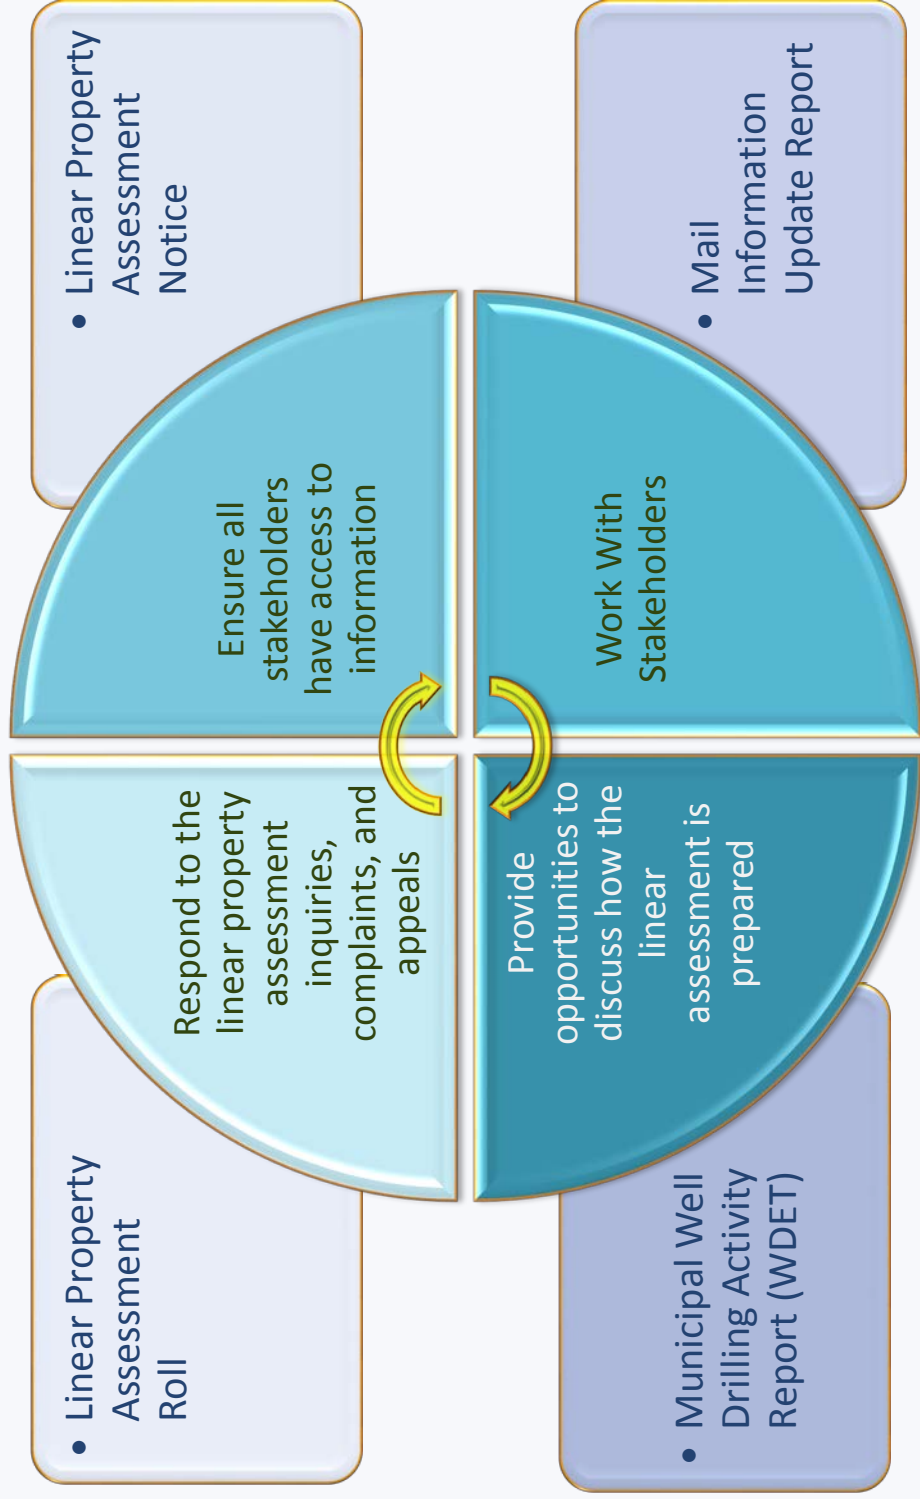 • Linear Property
Assessment
Roll
• Linear Property
Assessment
Notice
Respond to the
linear property
assessment
inquiries,
complaints, and
appeals
Ensure all
stakeholders
have access to
information
Provide
opportunities to
discuss how the
linear
assessment is
prepared
Work With
Stakeholders
• Municipal Well
Drilling Activity
Report (WDET)
• Mail
Information
Update Report